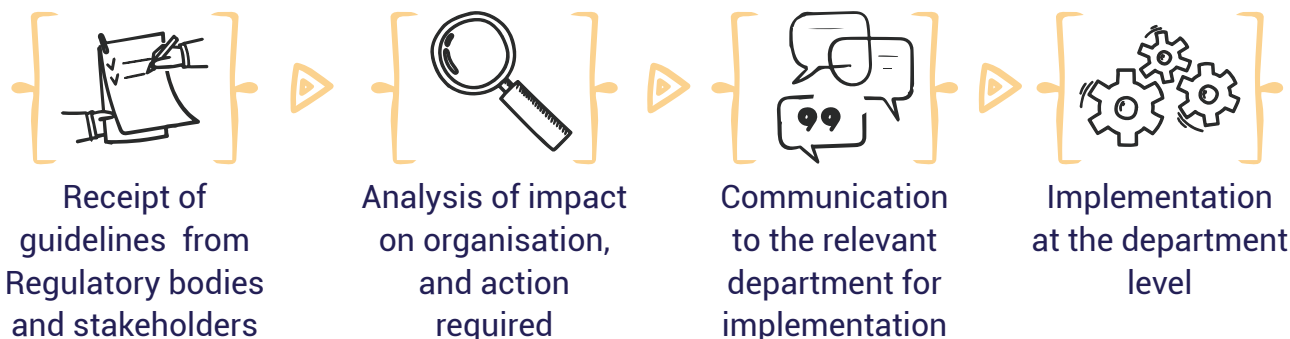 Receipt of
guidelines from
Regulatory bodies
and stakeholders
Analysis of impact
on organisation,
and action
required
Communication
to the relevant
department for
implementation
Implementation
at the department
level